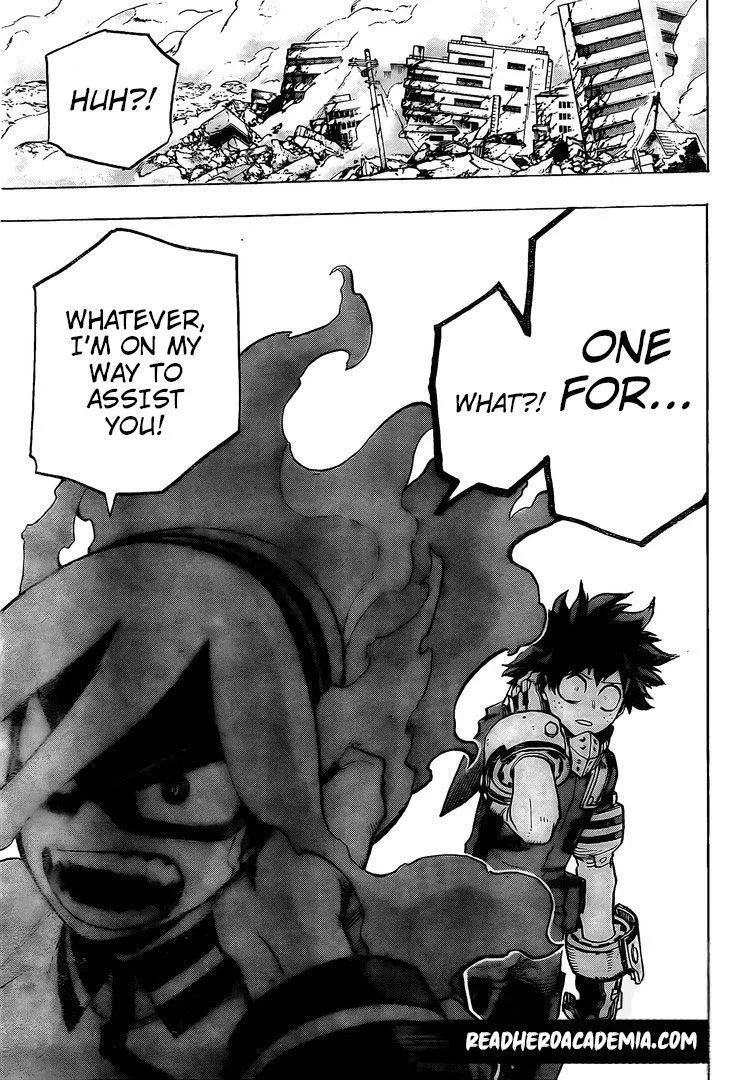 HUH?!
ONE
FOR...
WHAT?!
WHATEVER,
I'M ON MY
WAY TO
ASSIST
YOU!
READHEROACADEMIA.COM